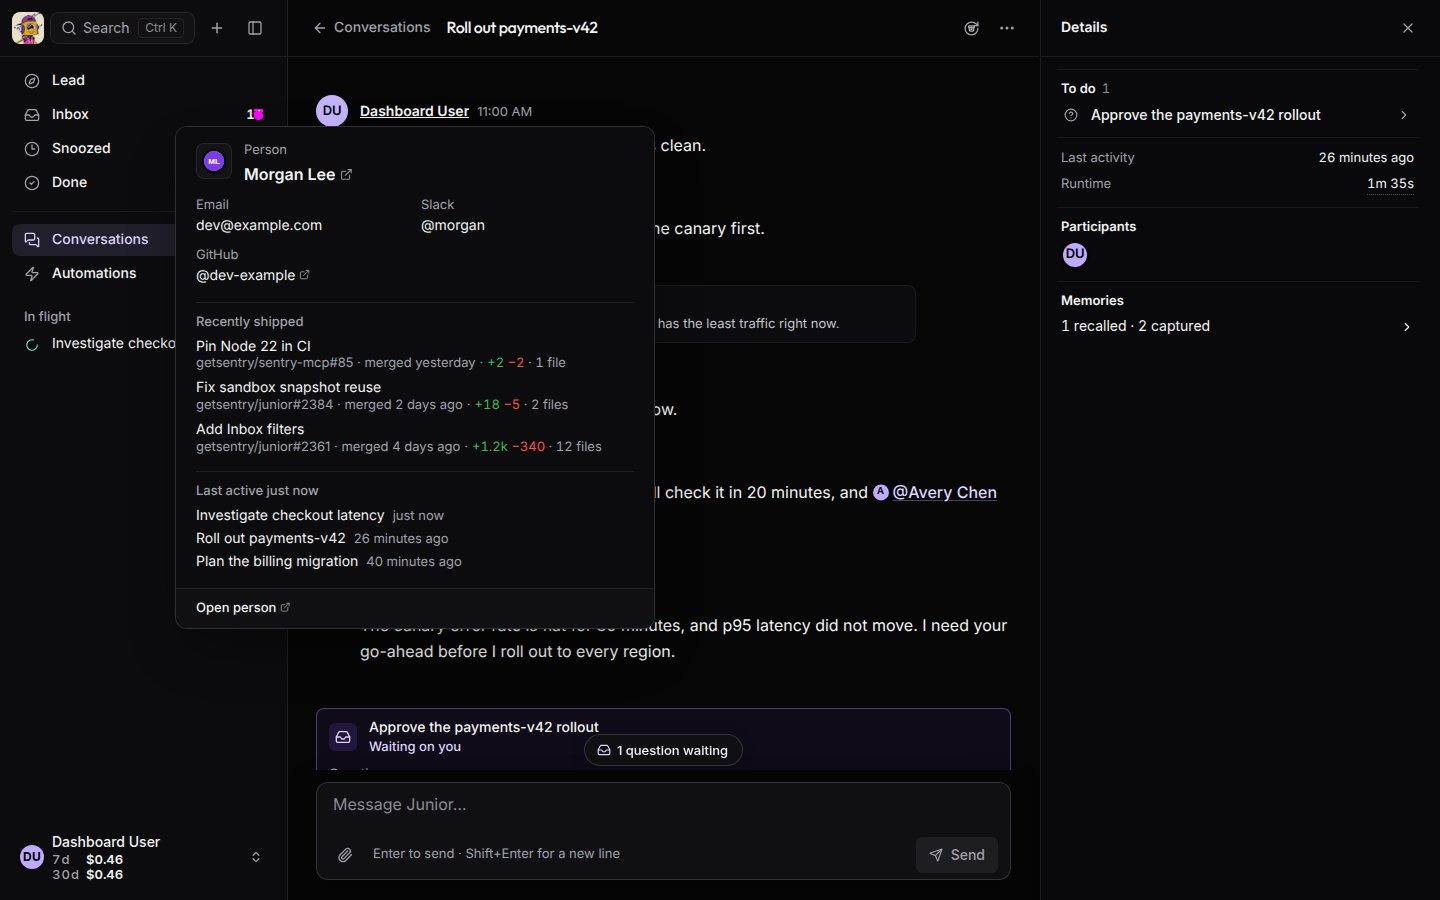 Search Ctrl K
Lead
Inbox
Snoozed
Done
Conversations
Automations
In flight
Investigate checko
Dashboard User
7d $0.46
30d $0.46
Conversations Roll out payments-v42
DU Dashboard User 11:00 AM
clean.
canary first.
has the least traffic right now.
ow.
check it in 20 minutes, and A @Avery Chen
utes, and p95 latency did not move. I need your
go-ahead before I roll out to every region.
Approve the payments-v42 rollout
Waiting on you
1 question waiting
Message Junior...
Enter to send · Shift+Enter for a new line
Send
ML
Person
Morgan Lee
Email
dev@example.com
Slack
@morgan
GitHub
@dev-example
Recently shipped
Pin Node 22 in CI
getsentry/sentry-mcp#85 · merged yesterday · +2 −2 · 1 file
Fix sandbox snapshot reuse
getsentry/junior#2384 · merged 2 days ago · +18 −5 · 2 files
Add Inbox filters
getsentry/junior#2361 · merged 4 days ago · +1.2k −340 · 12 files
Last active just now
Investigate checkout latency just now
Roll out payments-v42 26 minutes ago
Plan the billing migration 40 minutes ago
Open person
Details
To do 1
Approve the payments-v42 rollout
Last activity 26 minutes ago
Runtime 1m 35s
Participants
DU
Memories
1 recalled · 2 captured
DU